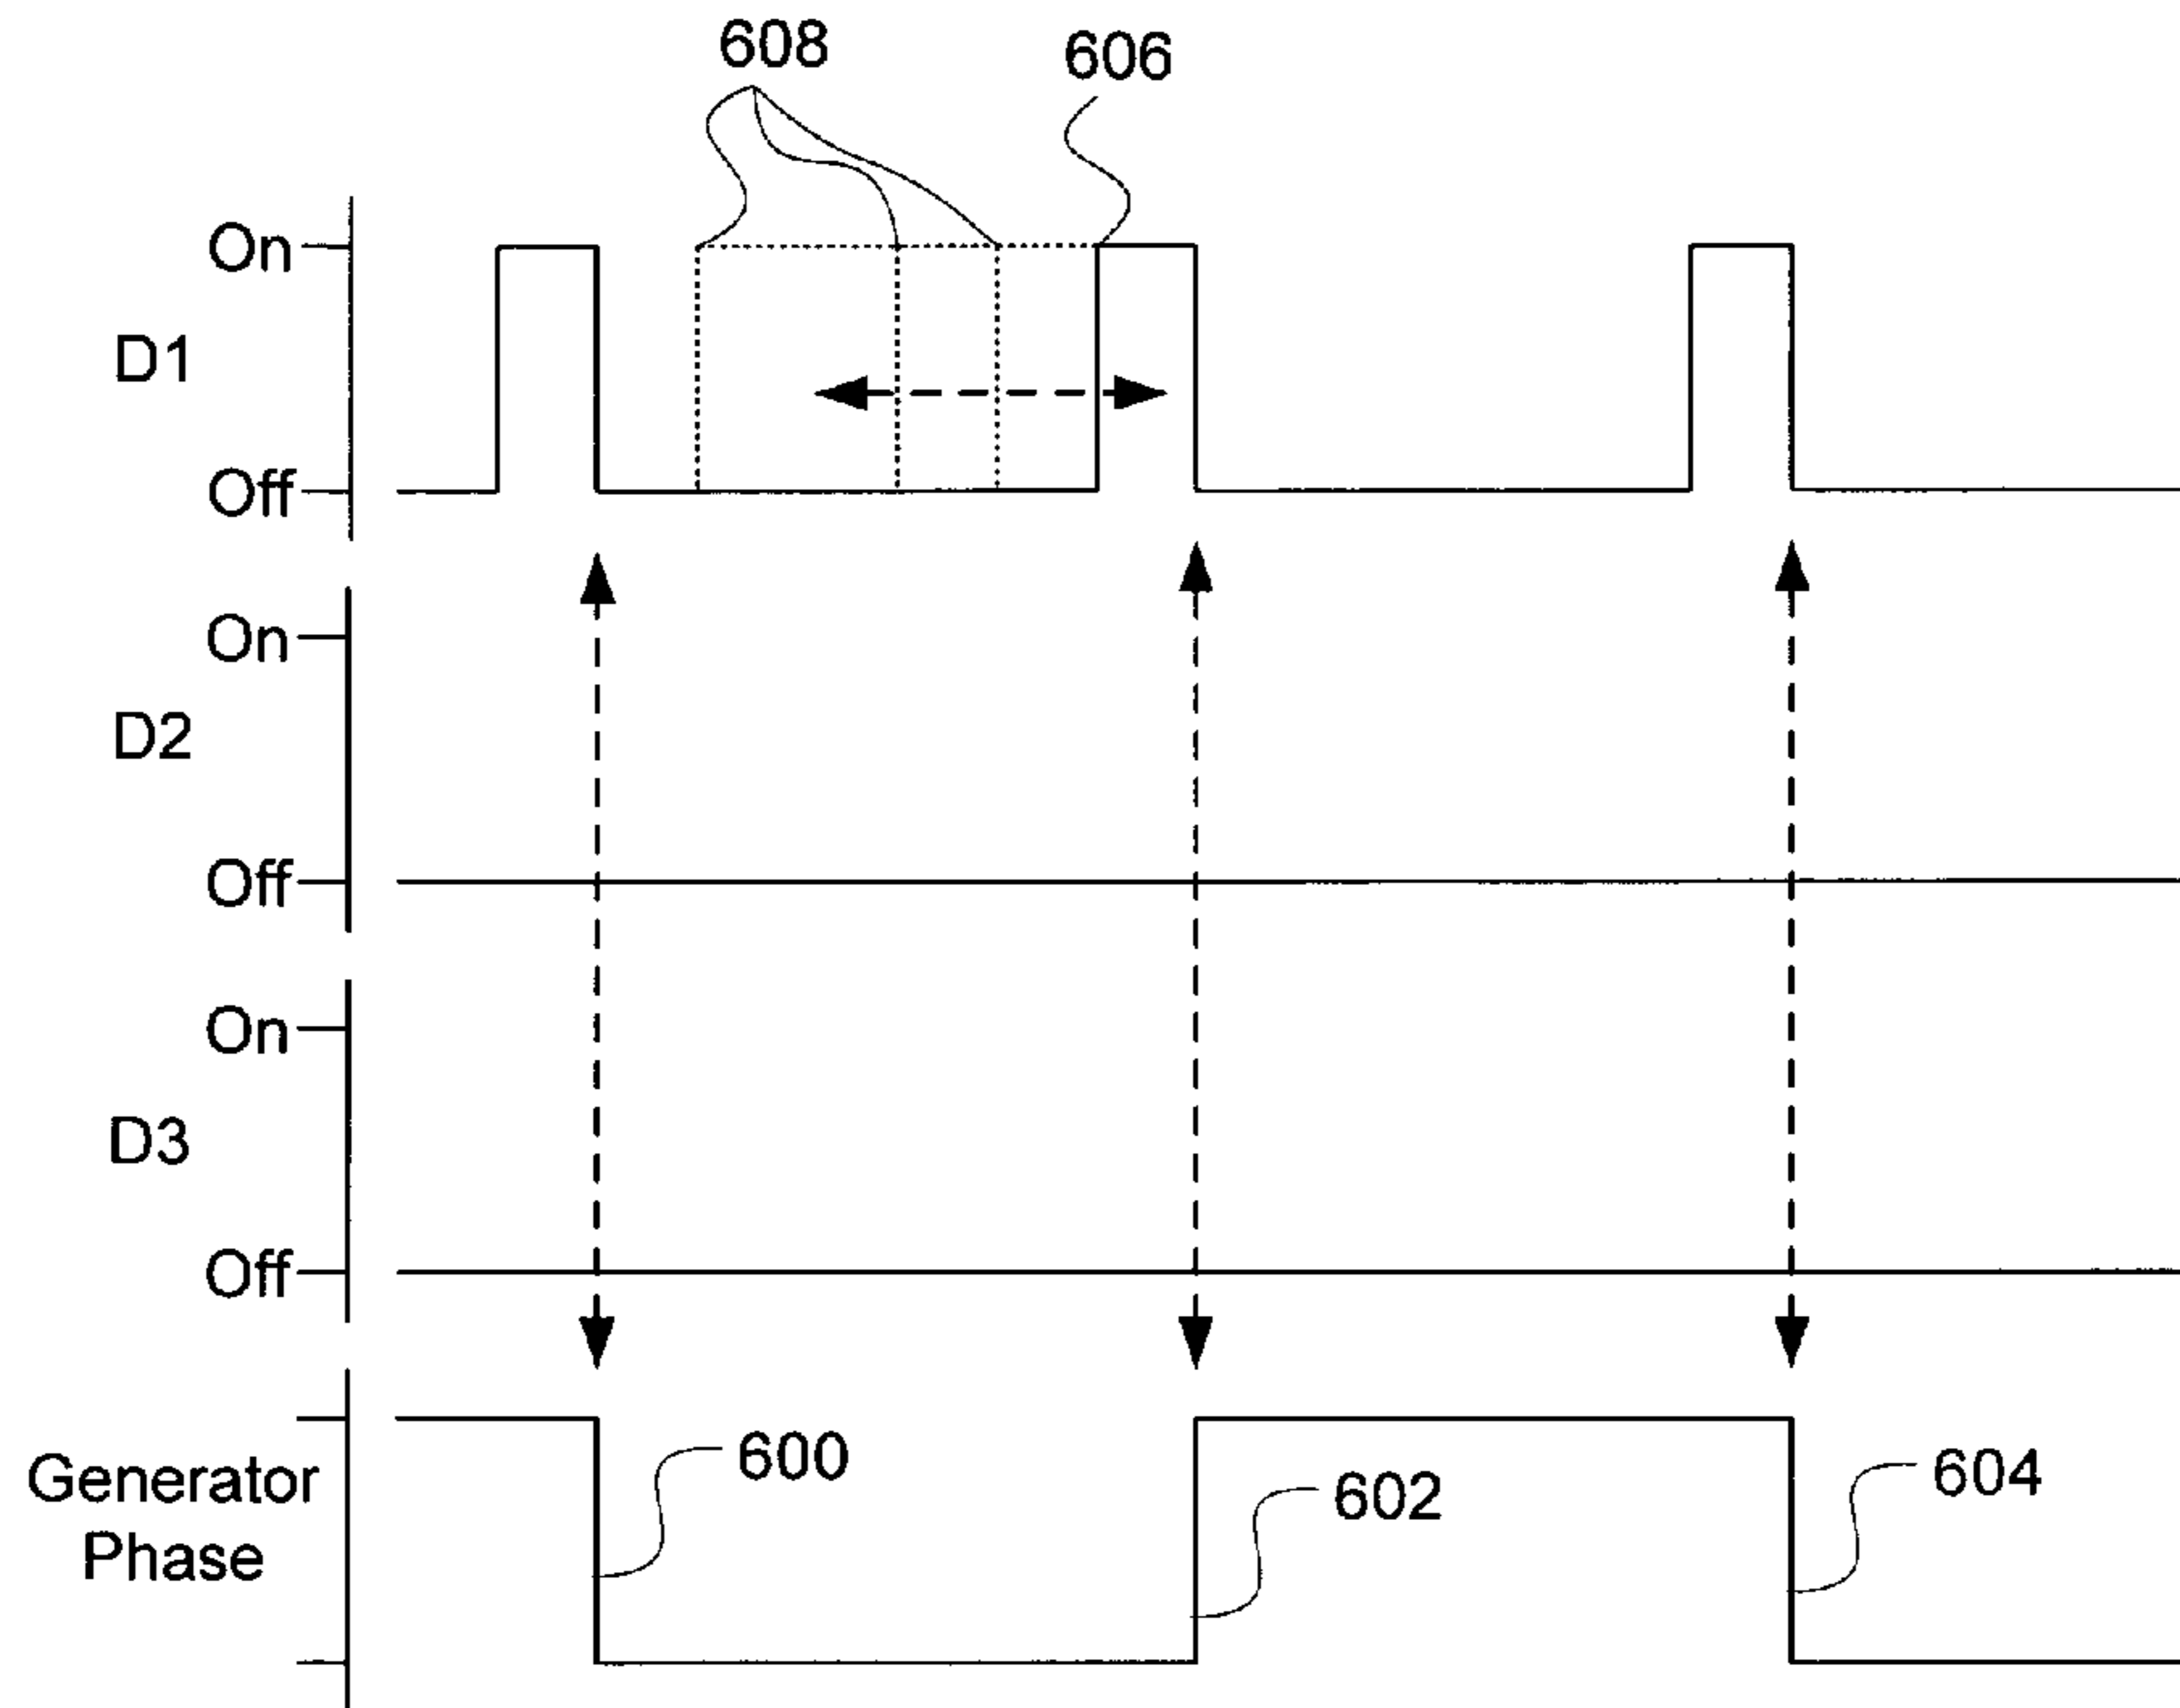 608
606
On
D1
Off
On
D2
Off
On
D3
Off
Generator
Phase
600
602
604